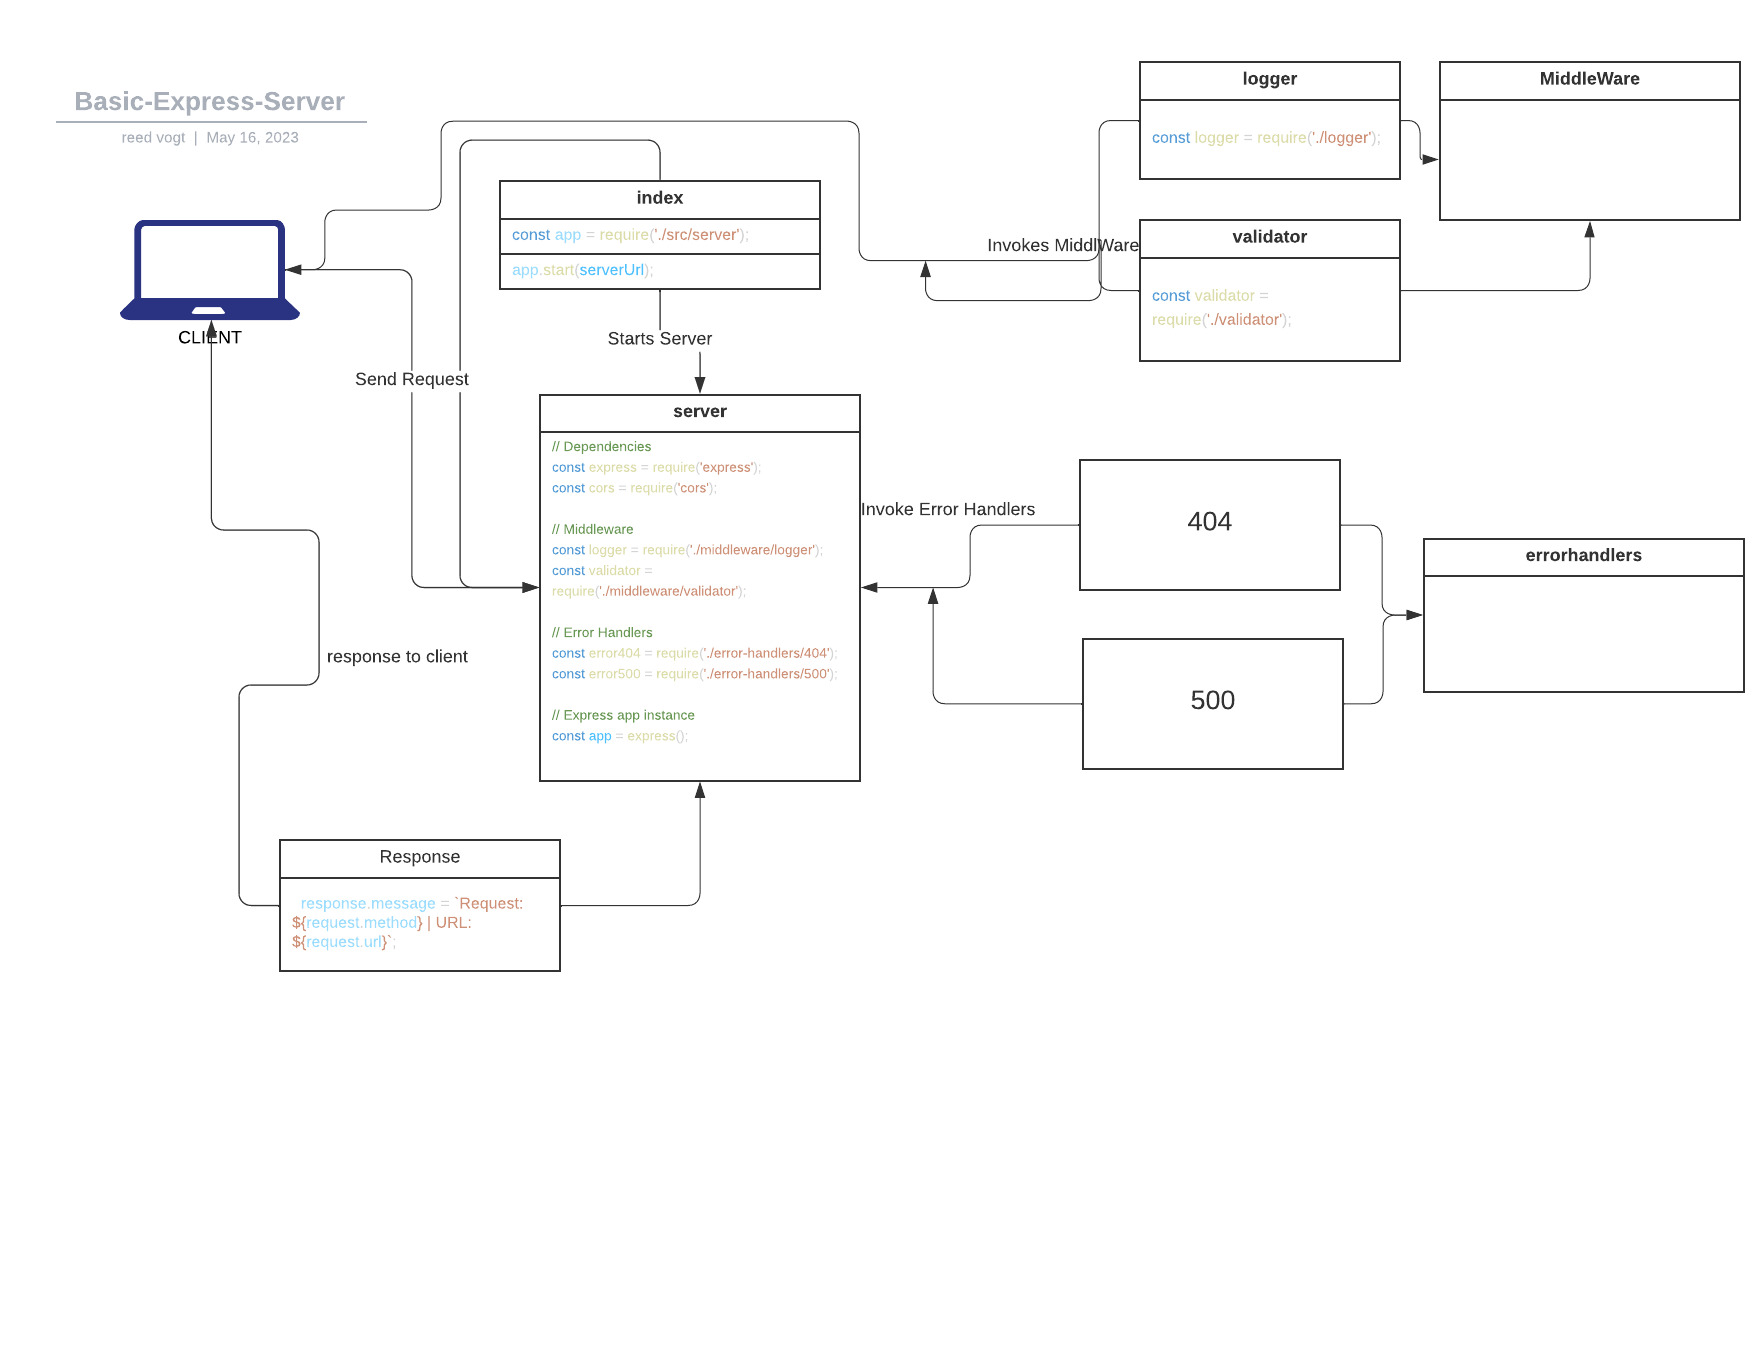 Basic-Express-Server
reed vogt | May 16, 2023
CLIENT
index
const app = require('./src/server');
app.start(serverUrl);
Starts Server
Send Request
logger
const logger = require('./logger');
MiddleWare
Invokes MiddlWare
validator
const validator =
require('./validator');
server
// Dependencies
const express = require('express');
const cors = require('cors');
// Middleware
const logger = require('./middleware/logger');
const validator =
require('./middleware/validator');
// Error Handlers
const error404 = require('./error-handlers/404');
const error500 = require('./error-handlers/500');
// Express app instance
const app = express();
Invoke Error Handlers
404
500
errorhandlers
response to client
Response
response.message = `Request:
${request.method} | URL:
${request.url}`;